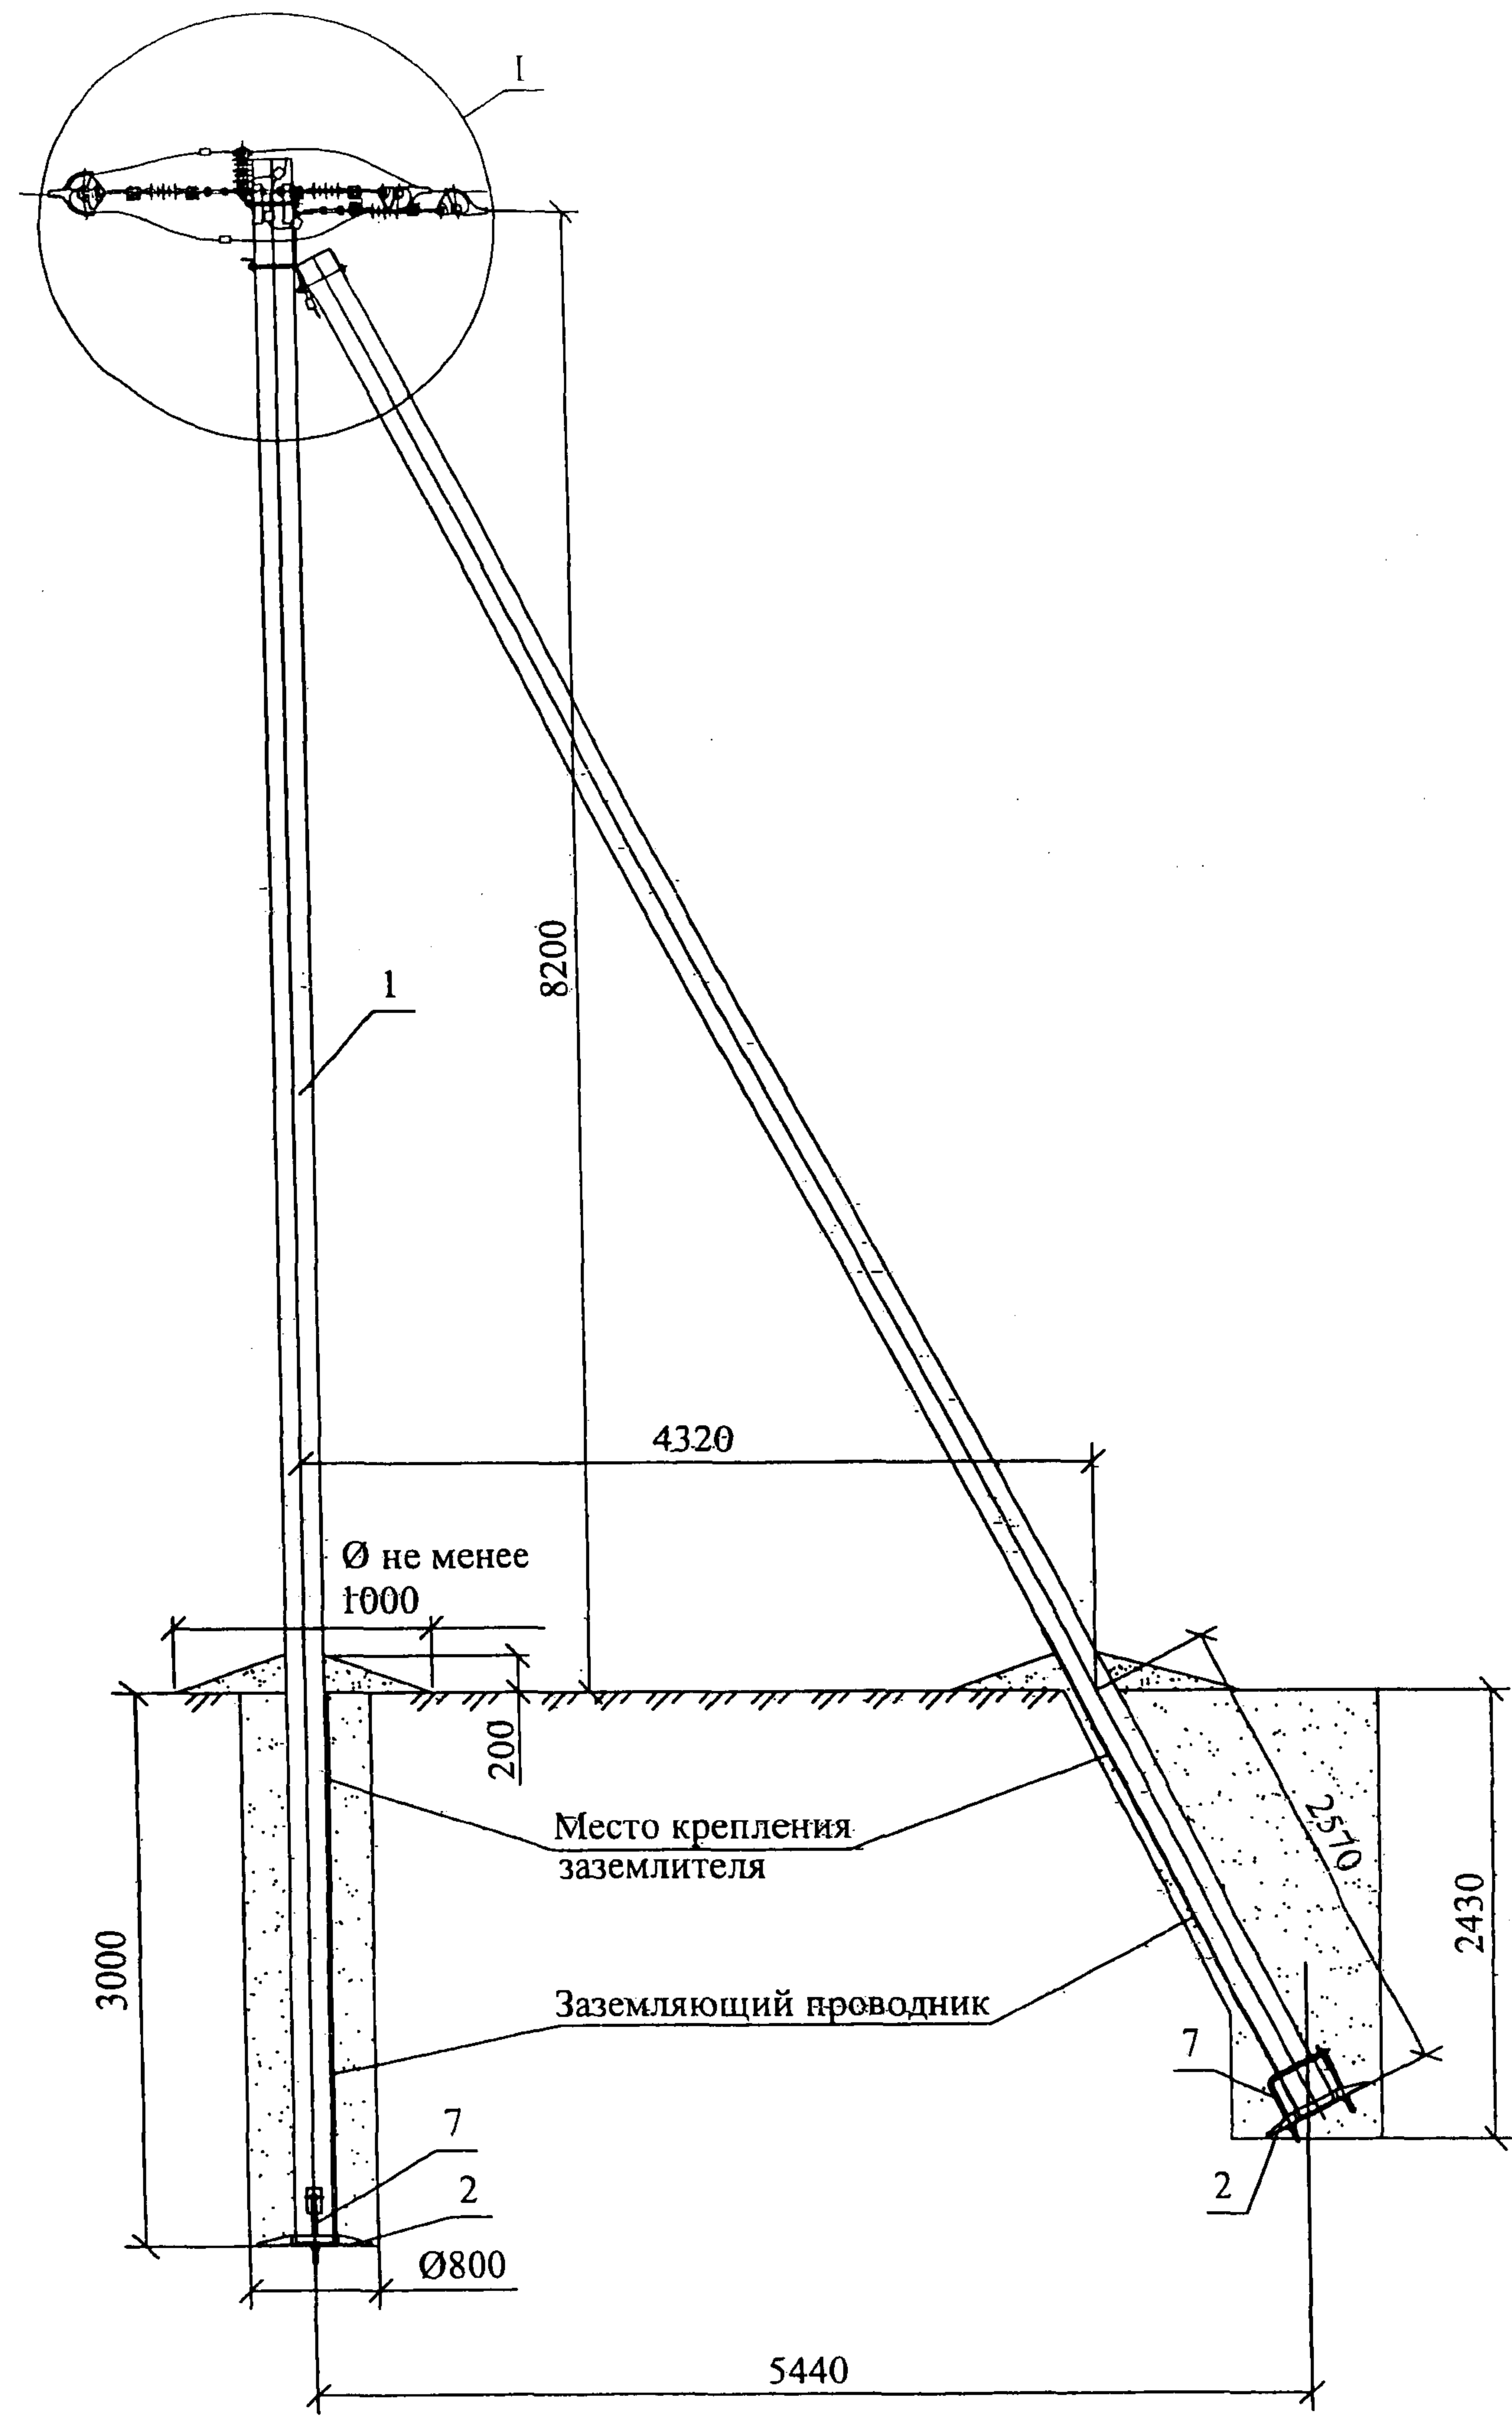 I
8200
1
4320
Ø не менее
1000
200
Место крепления
заземлителя
2570
2430
3000
Заземляющий проводник
7
7
2
2
Ø800
5440